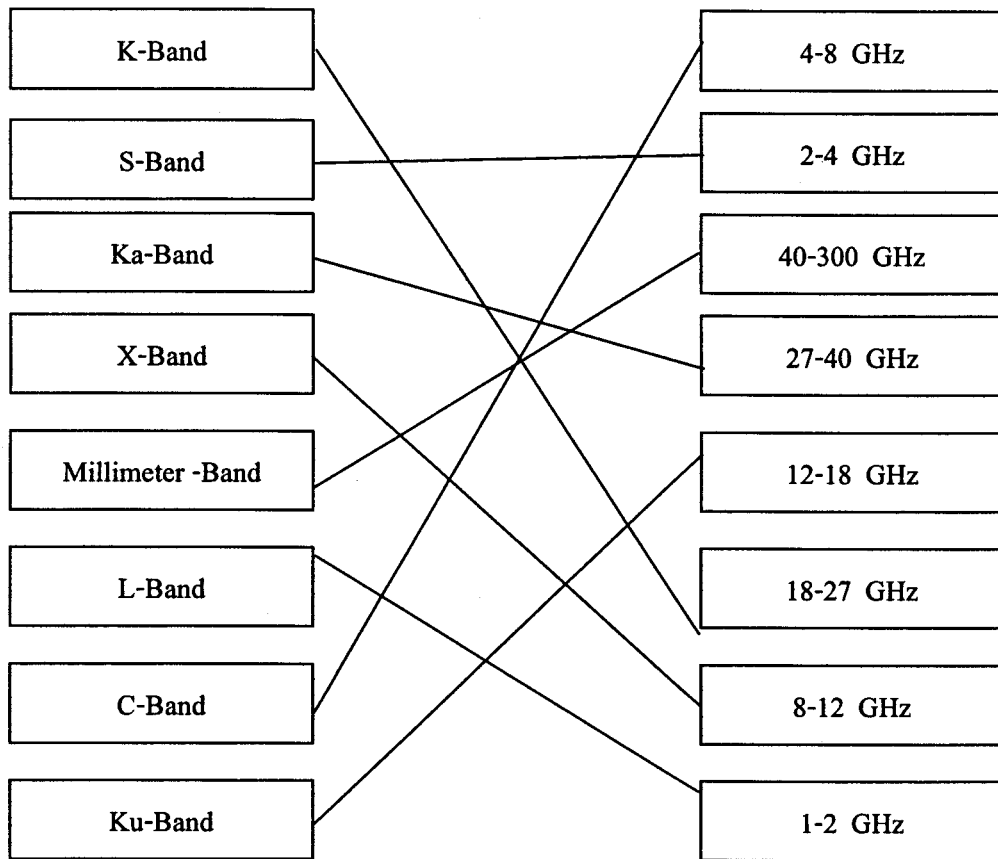 K-Band
4-8 GHz
S-Band
2-4 GHz
Ka-Band
40-300 GHz
X-Band
27-40 GHz
Millimeter -Band
12-18 GHz
L-Band
18-27 GHz
C-Band
8-12 GHz
Ku-Band
1-2 GHz